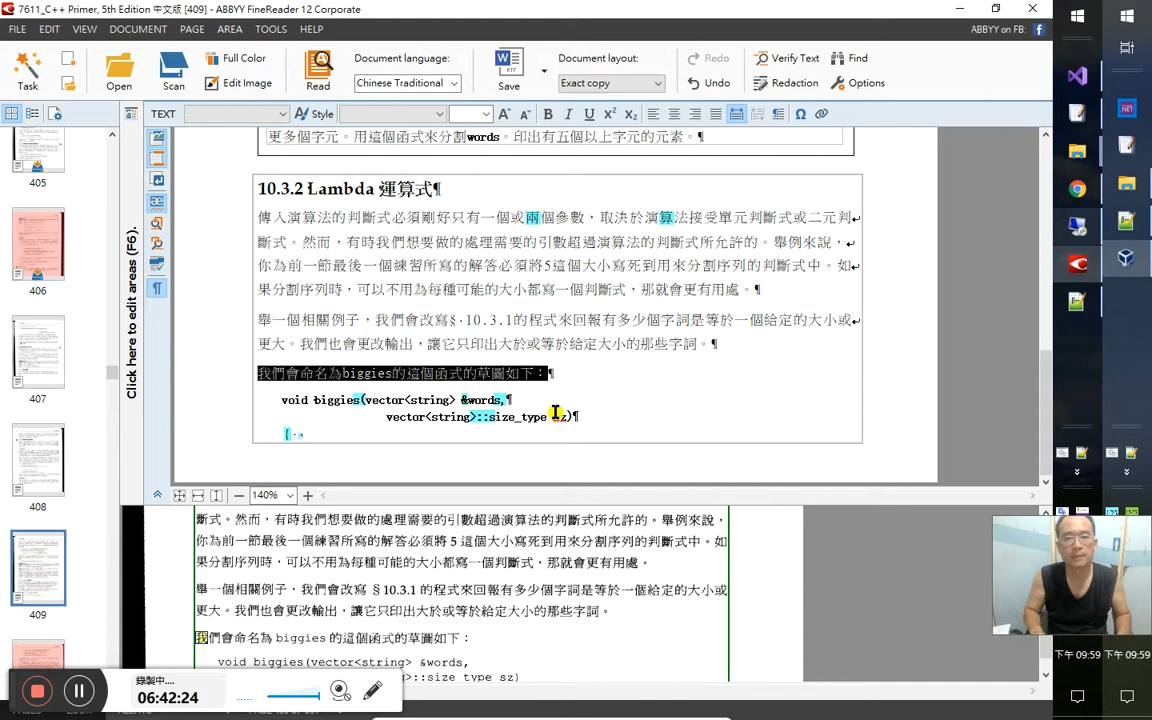 7611_C++ Primer, 5th Edition 中文版 [409] - ABBYY FineReader 12 Corporate
FILE EDIT VIEW DOCUMENT PAGE AREA TOOLS HELP
ABBYY on FB:
Full Color
Document language:
Document layout:
Redo
Verify Text
Find
Task
Open
Scan
Edit Image
Read
Chinese Traditional
Save
Exact copy
Undo
Redaction
Options
TEXT
Style
更多個字元。用這個函式來分割words。印出有五個以上字元的元素。¶
405
10.3.2 Lambda 運算式¶
傳入演算法的判斷式必須剛好只有一個或兩個參數，取決於演算法接受單元判斷式或二元判
斷式。然而，有時我們想要做的處理需要的引數超過演算法的判斷式所允許的。舉例來說，
你為前一節最後一個練習所寫的解答必須將5這個大小寫死到用來分割序列的判斷式中。如
果分割序列時，可以不用為每種可能的大小都寫一個判斷式，那就會更有用處。¶
406
舉一個相關例子，我們會改寫§·10.3.1的程式來回報有多少個字詞是等於一個給定的大小或
更大。我們也會更改輸出，讓它只印出大於或等於給定大小的那些字詞。¶
我們會命名為biggies的這個函式的草圖如下：¶
407
void biggies(vector<string> &words,¶
vector<string>::size_type sz)¶
{
Click here to edit areas (F6).
140%
408
斷式。然而，有時我們想要做的處理需要的引數超過演算法的判斷式所允許的。舉例來說，
你為前一節最後一個練習所寫的解答必須將 5 這個大小寫死到用來分割序列的判斷式中。如
果分割序列時，可以不用為每種可能的大小都寫一個判斷式，那就會更有用處。
舉一個相關例子，我們會改寫 §10.3.1 的程式來回報有多少個字詞是等於一個給定的大小或
更大。我們也會更改輸出，讓它只印出大於或等於給定大小的那些字詞。
409
我們會命名為 biggies 的這個函式的草圖如下：
void biggies(vector<string> &words,
>::size_type sz)
錄製中....
06:42:24
.NET
下午 09:59 下午 09:59